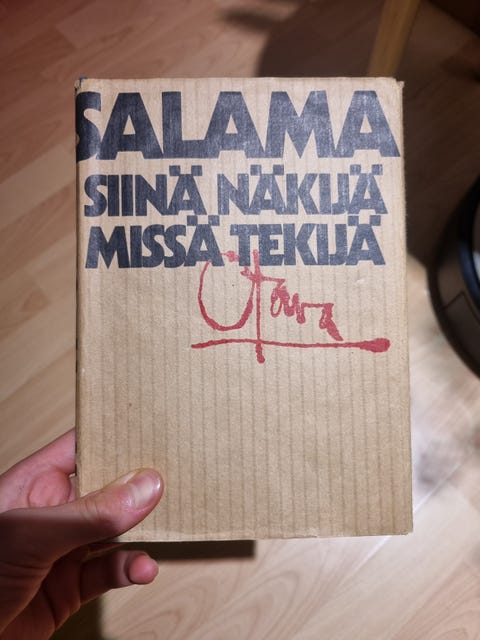 SALAMA
SIINÄ NÄKIJÄ
MISSÄ TEKIJÄ
Otava